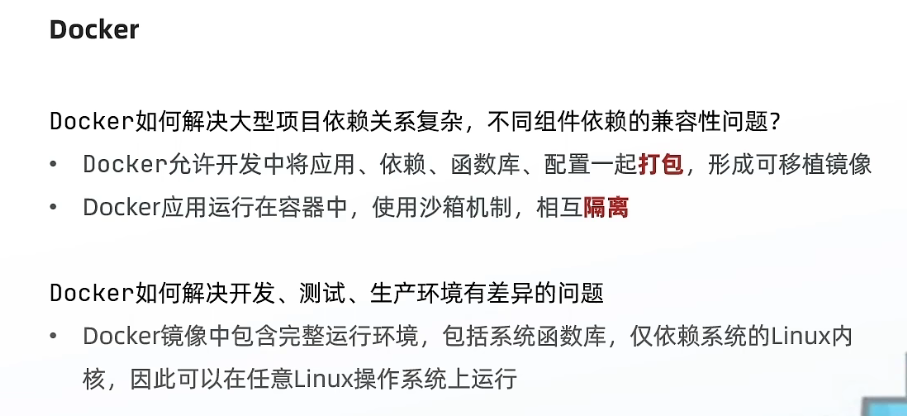 Docker
Docker如何解决大型项目依赖关系复杂，不同组件依赖的兼容性问题？
• Docker允许开发中将应用、依赖、函数库、配置一起打包，形成可移植镜像
• Docker应用运行在容器中，使用沙箱机制，相互隔离
Docker如何解决开发、测试、生产环境有差异的问题
• Docker镜像中包含完整运行环境，包括系统函数库，仅依赖系统的Linux内
核，因此可以在任意Linux操作系统上运行